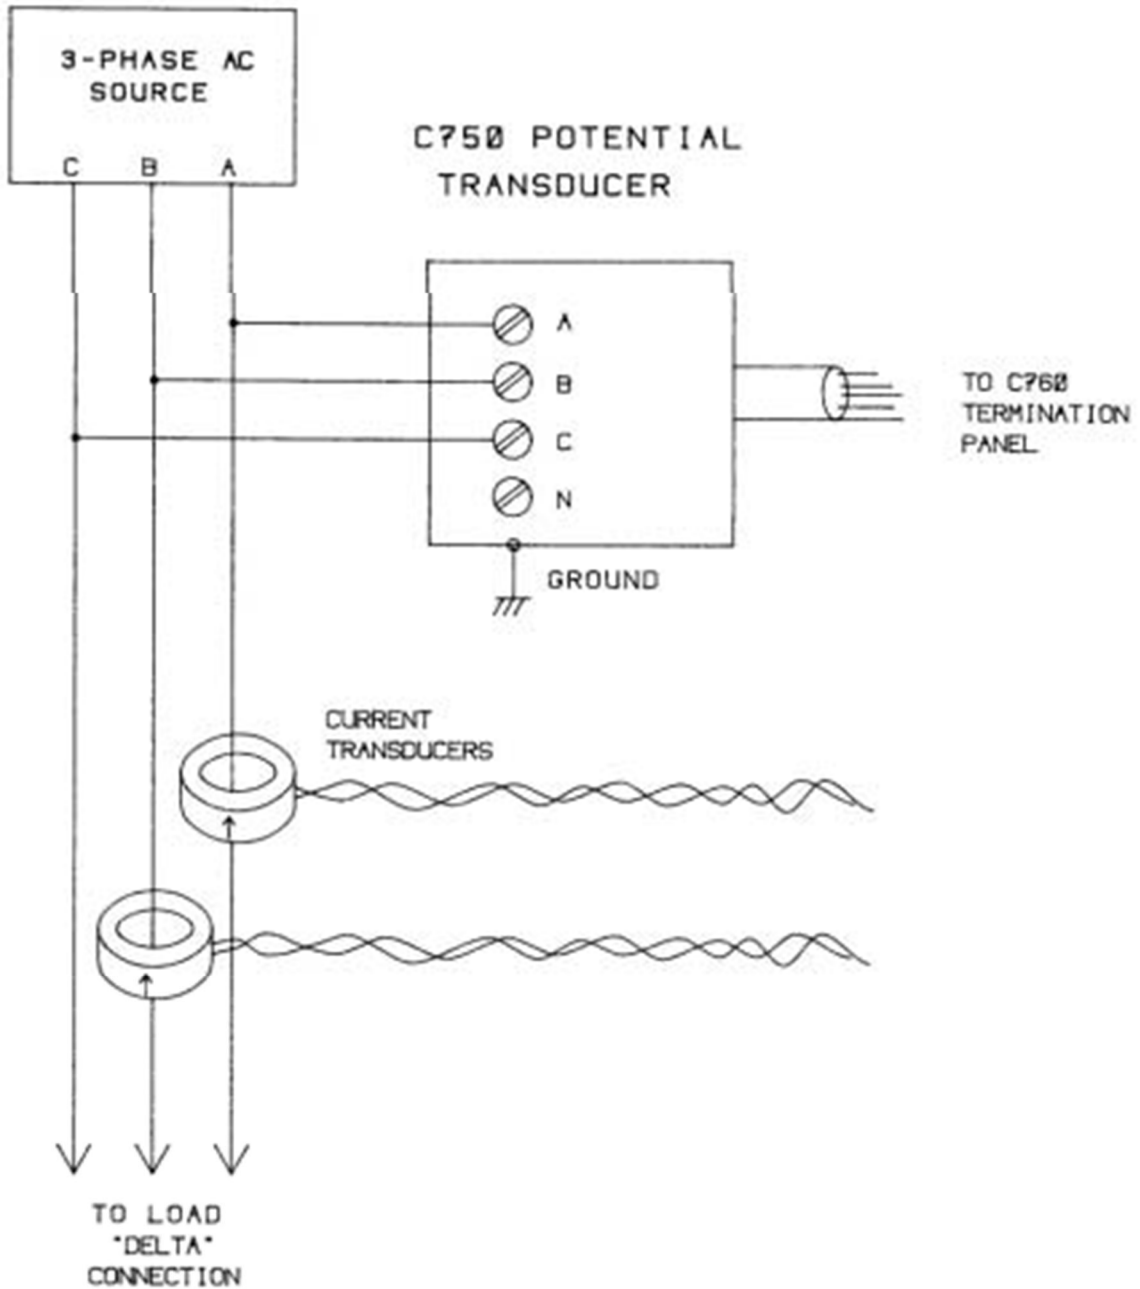 3-PHASE AC
SOURCE
C B A
C750 POTENTIAL
TRANSDUCER
A
B
C
N
GROUND
TO C760
TERMINATION
PANEL
CURRENT
TRANSDUCERS
TO LOAD
"DELTA"
CONNECTION